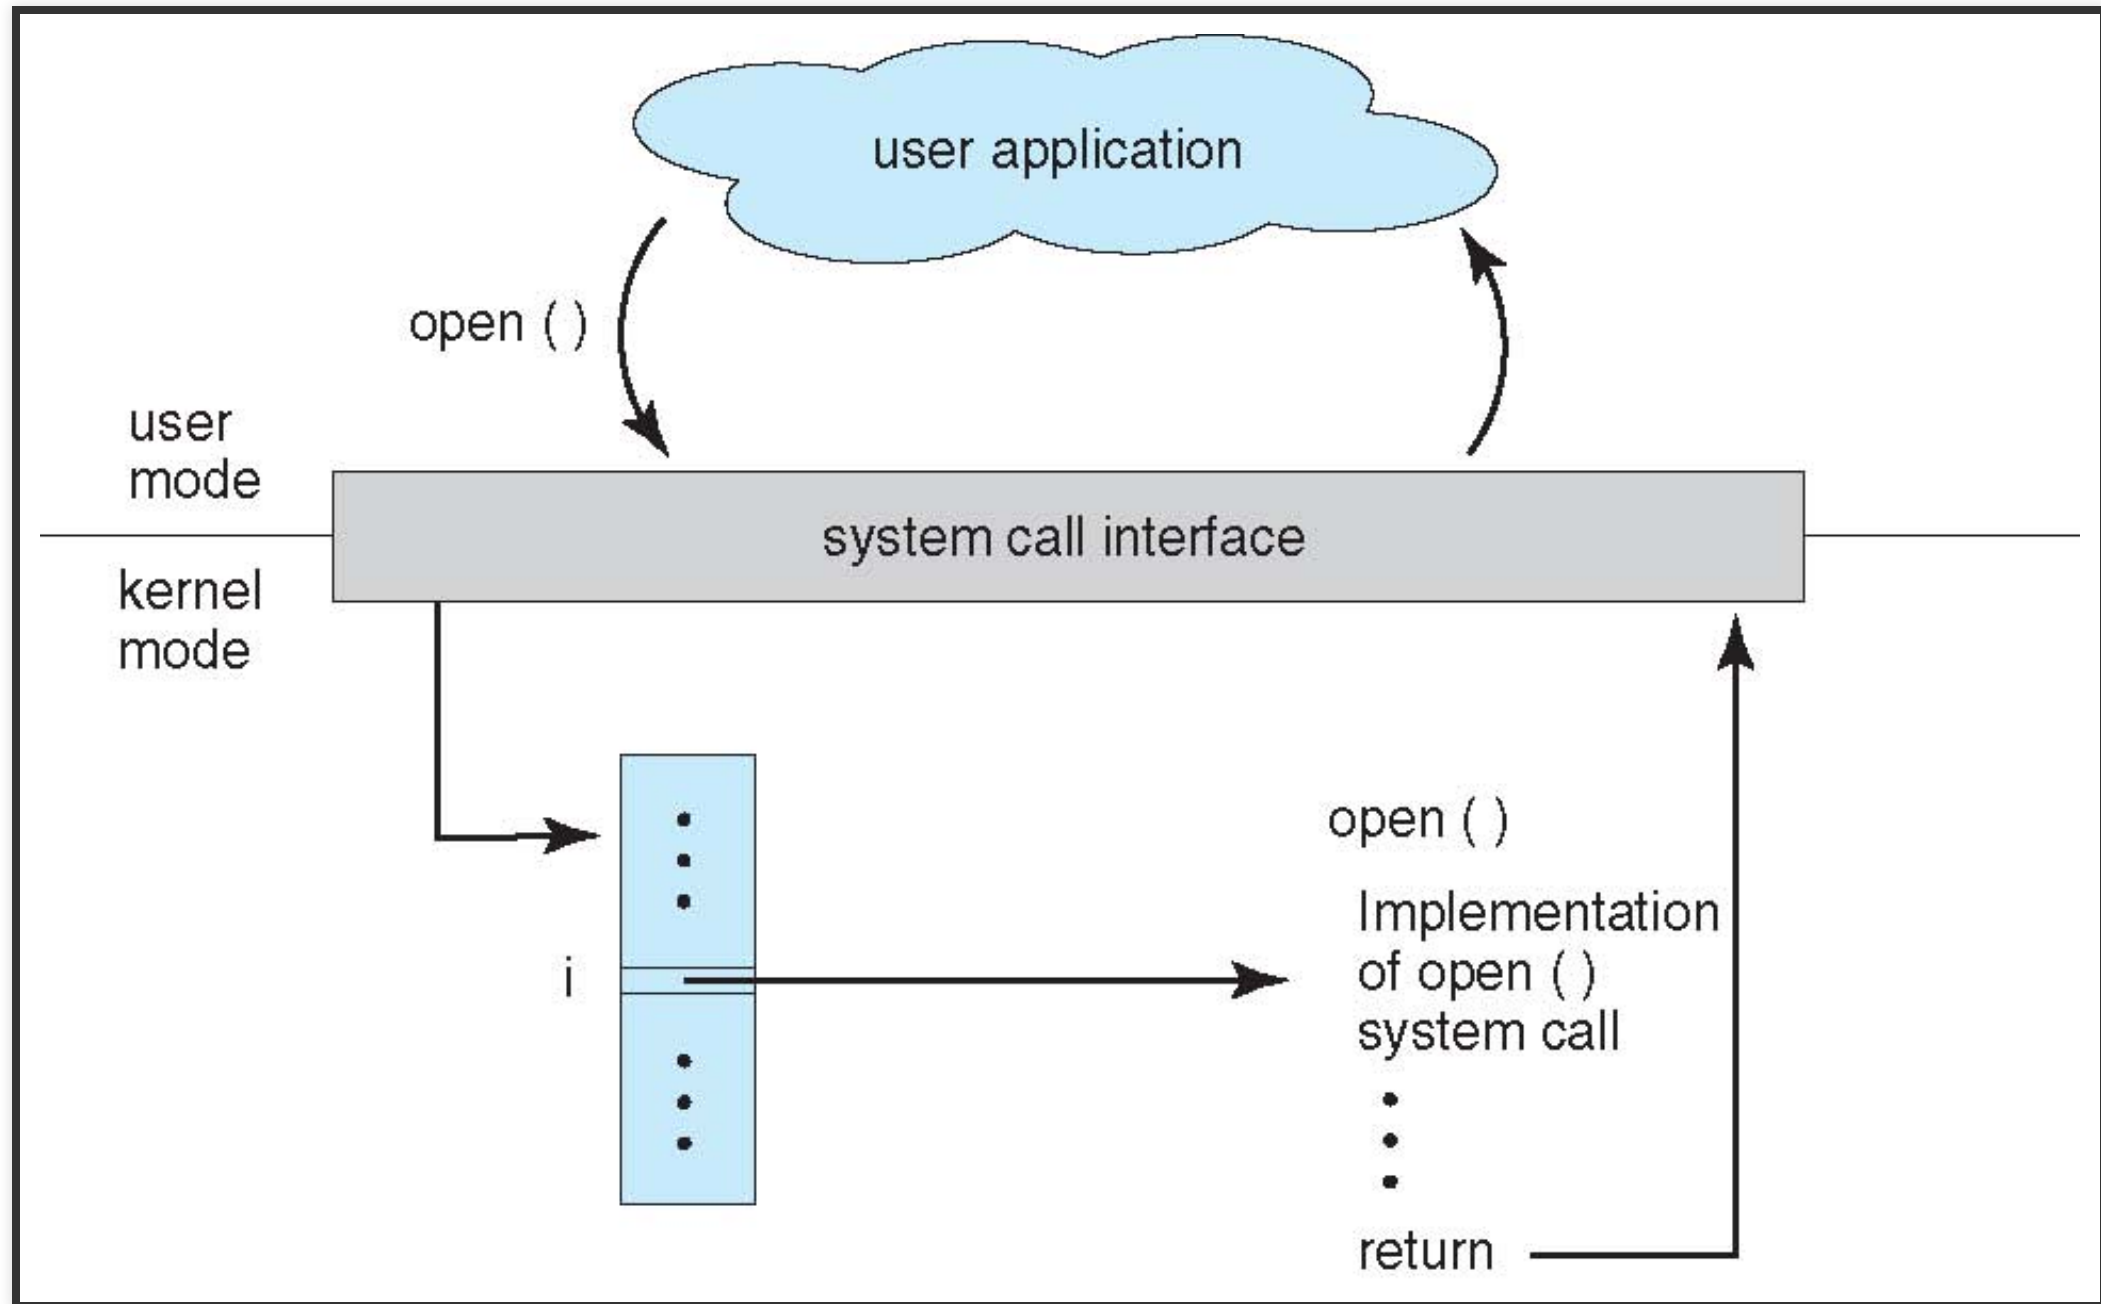 user application
open ( )
user
mode
system call interface
kernel
mode
open ( )
Implementation
of open ( )
system call
i
return